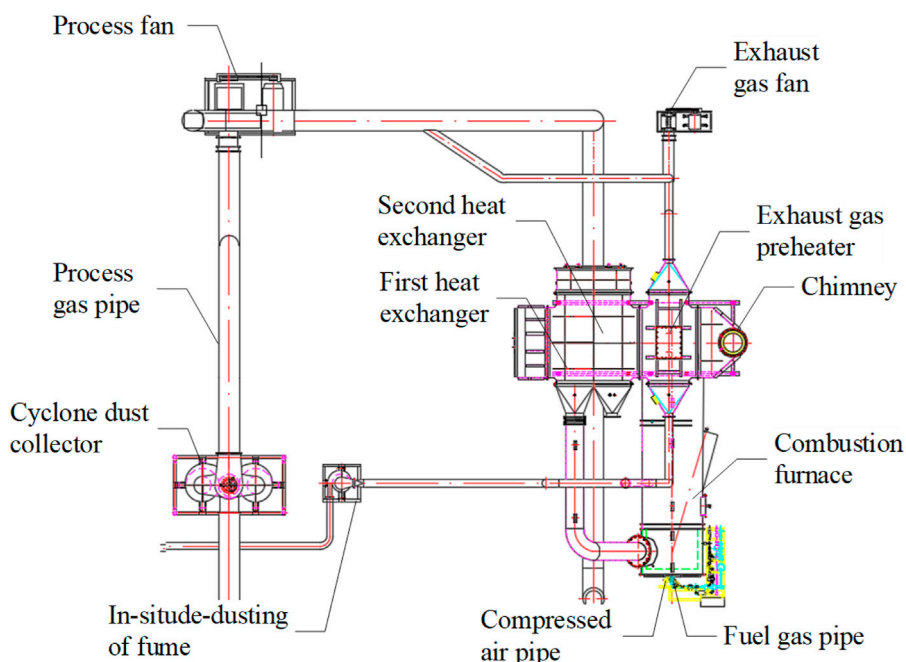 Process fan
Exhaust
gas fan
Second heat
exchanger
Exhaust gas
preheater
First heat
exchanger
Chimney
Process
gas pipe
Cyclone dust
collector
Combustion
furnace
In-situde-dusting
of fume
Compressed
air pipe
Fuel gas pipe